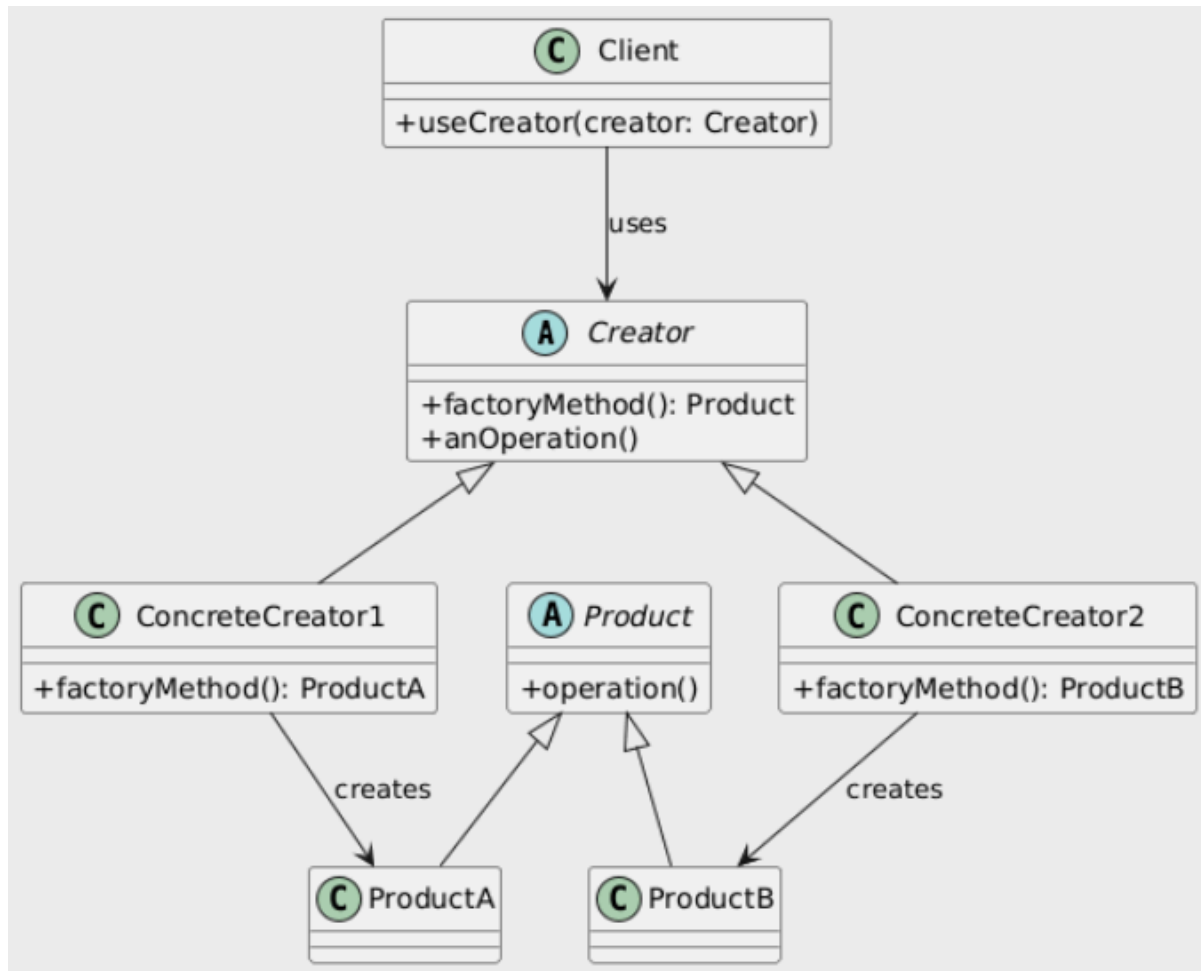 C Client
+useCreator(creator: Creator)
uses
A Creator
+factoryMethod(): Product
+anOperation()
C ConcreteCreator1
+factoryMethod(): ProductA
A Product
+operation()
C ConcreteCreator2
+factoryMethod(): ProductB
creates
creates
C ProductA
C ProductB